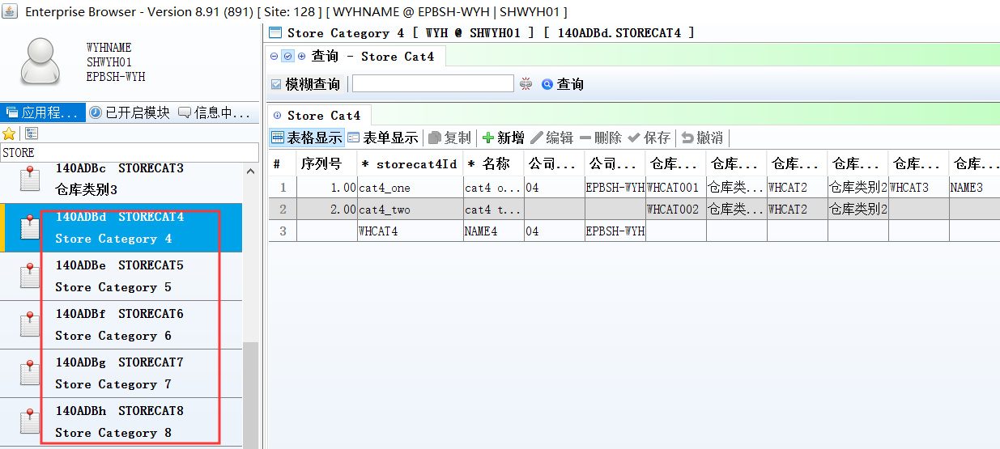 Enterprise Browser - Version 8.91 (891) [ Site: 128 ] [ WYHNAME @ EPBSH-WYH | SHWYH01 ]
WYHNAME
SHWYH01
EPBSH-WYH
应用程... 已开启模块 信息中...
STORE
140ADBc STORECAT3
仓库类别3
140ADBd STORECAT4
Store Category 4
140ADBe STORECAT5
Store Category 5
140ADBf STORECAT6
Store Category 6
140ADBg STORECAT7
Store Category 7
140ADBh STORECAT8
Store Category 8
Store Category 4 [ WYH @ SHWYH01 ] [ 140ADBd.STORECAT4 ]
查询 - Store Cat4
模糊查询 查询
Store Cat4
表格显示 表单显示 复制 新增 编辑 删除 保存 撤消
# 序列号 * storecat4Id * 名称 公司... 公司... 仓库... 仓库... 仓库... 仓库... 仓库... 仓库...
1 1.00 cat4_one cat4 o... 04 EPBSH-WYH WHCAT001 仓库类... WHCAT2 仓库类别2 WHCAT3 NAME3
2 2.00 cat4_two cat4 t... WHCAT002 仓库类... WHCAT2 仓库类别2
3 WHCAT4 NAME4 04 EPBSH-WYH